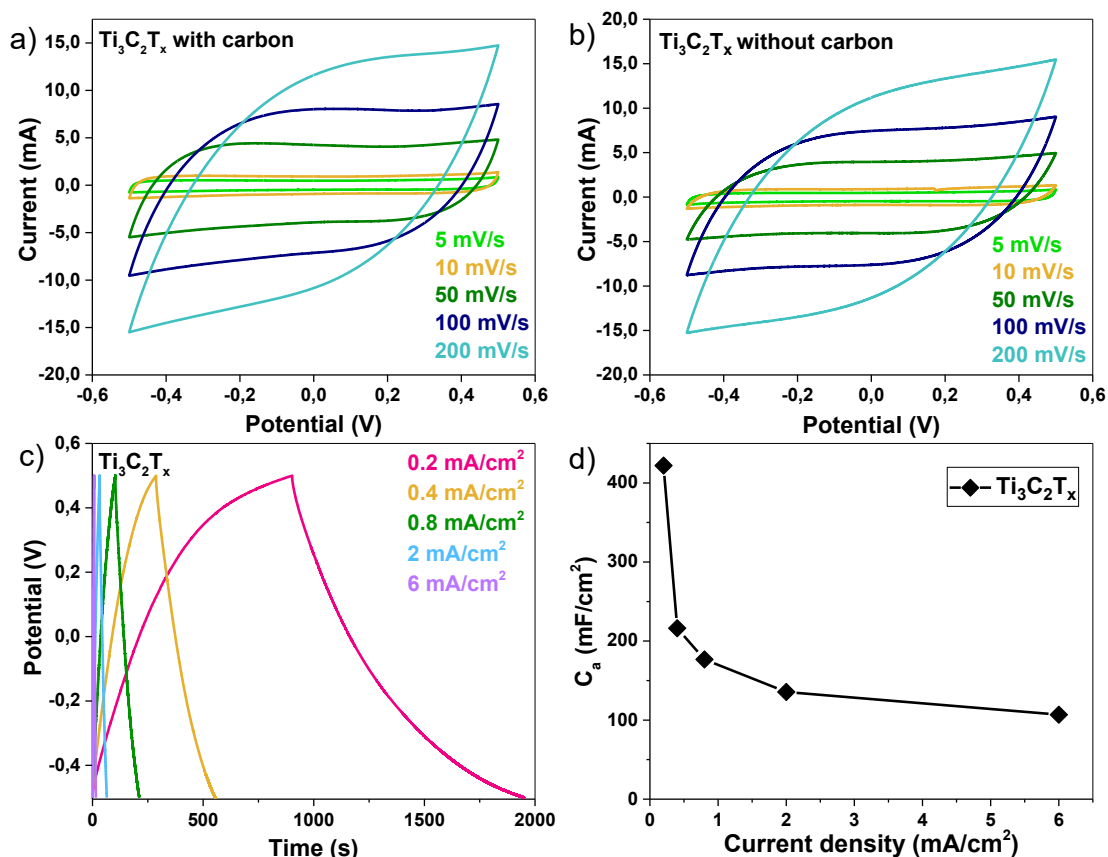 a)
Ti₃C₂Tₓ with carbon
15,0
10,0
5,0
0,0
-5,0
-10,0
-15,0
-20,0
Current (mA)
5 mV/s
10 mV/s
50 mV/s
100 mV/s
200 mV/s
-0,6 -0,4 -0,2 0,0 0,2 0,4 0,6
Potential (V)
b)
Ti₃C₂Tₓ without carbon
20,0
15,0
10,0
5,0
0,0
-5,0
-10,0
-15,0
-20,0
Current (mA)
5 mV/s
10 mV/s
50 mV/s
100 mV/s
200 mV/s
-0,6 -0,4 -0,2 0,0 0,2 0,4 0,6
Potential (V)
c)
Ti₃C₂Tₓ
0,6
0,4
0,2
0,0
-0,2
-0,4
Potential (V)
0.2 mA/cm²
0.4 mA/cm²
0.8 mA/cm²
2 mA/cm²
6 mA/cm²
0 500 1000 1500 2000
Time (s)
d)
Ti₃C₂Tₓ
400
300
200
100
0
Cₐ (mF/cm²)
0 1 2 3 4 5 6
Current density (mA/cm²)